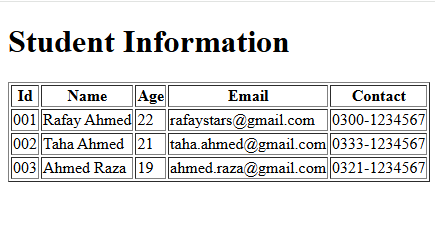 Student Information
Id Name Age Email Contact
001 Rafay Ahmed 22 rafaystars@gmail.com 0300-1234567
002 Taha Ahmed 21 taha.ahmed@gmail.com 0333-1234567
003 Ahmed Raza 19 ahmed.raza@gmail.com 0321-1234567